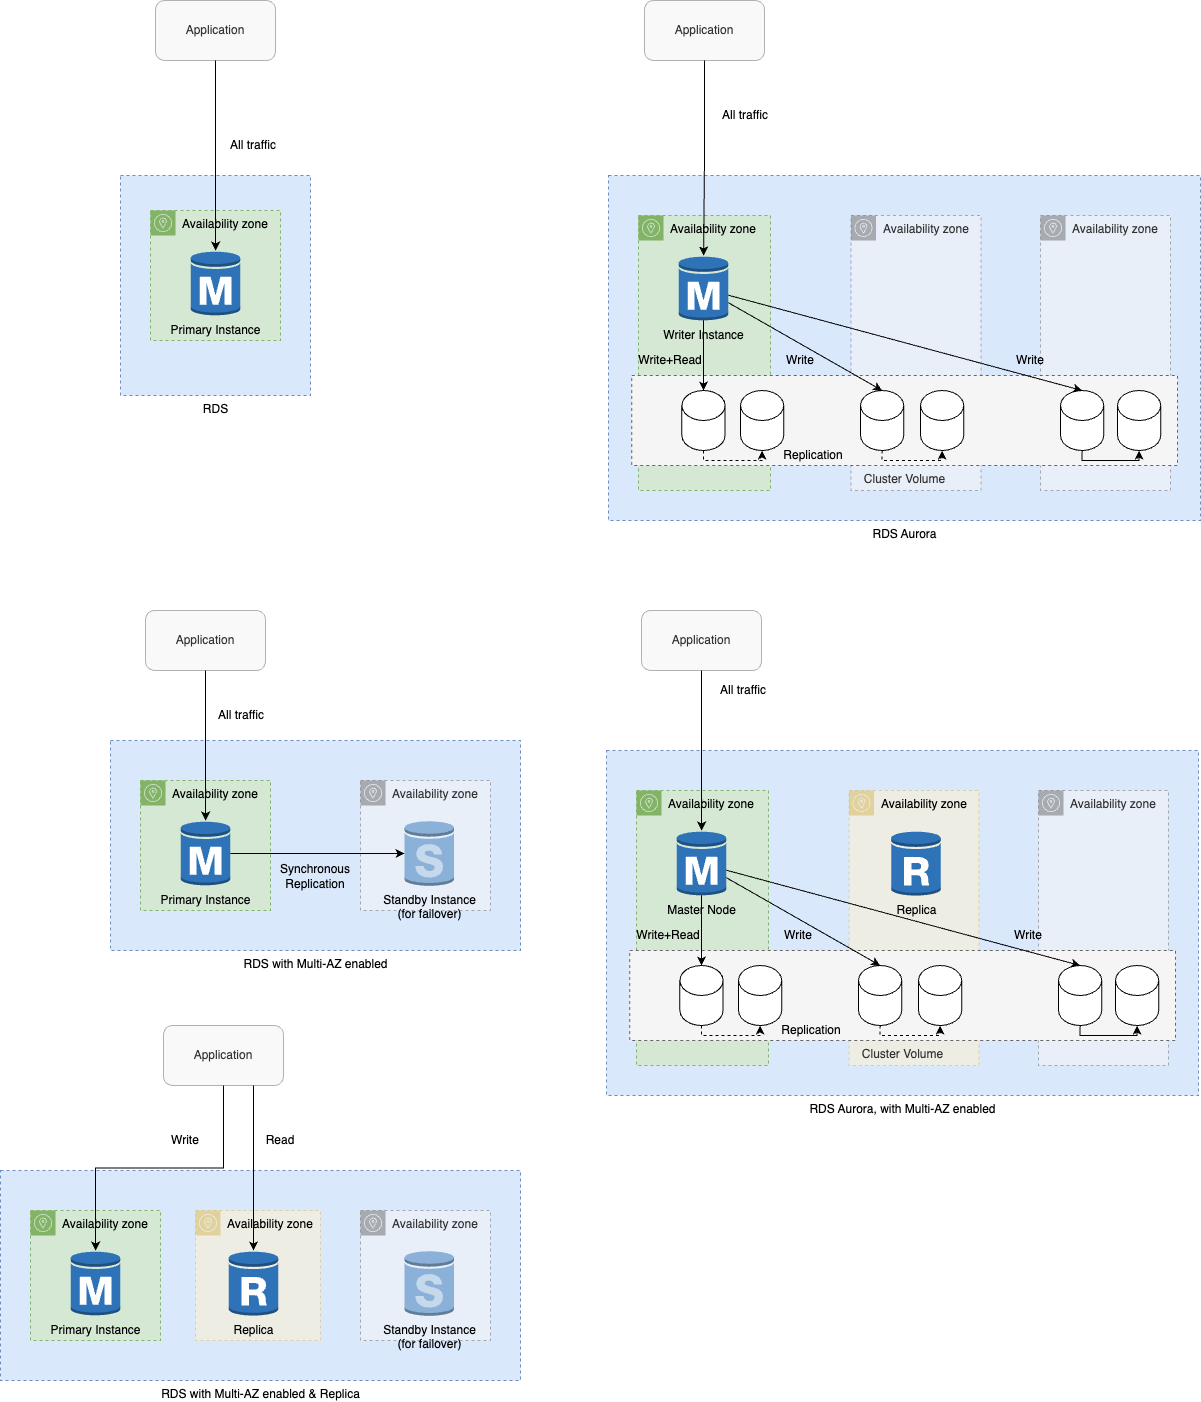 Application
All traffic
Availability zone
M
Primary Instance
RDS
Application
All traffic
Availability zone
Availability zone
Availability zone
M
Writer Instance
Write+Read
Write
Write
Replication
Cluster Volume
RDS Aurora
Application
All traffic
Availability zone
Availability zone
M
S
Synchronous
Replication
Primary Instance
Standby Instance
(for failover)
RDS with Multi-AZ enabled
Application
All traffic
Availability zone
Availability zone
Availability zone
M
R
Master Node
Replica
Write+Read
Write
Write
Replication
Cluster Volume
RDS Aurora, with Multi-AZ enabled
Application
Write
Read
Availability zone
Availability zone
Availability zone
M
R
S
Primary Instance
Replica
Standby Instance
(for failover)
RDS with Multi-AZ enabled & Replica